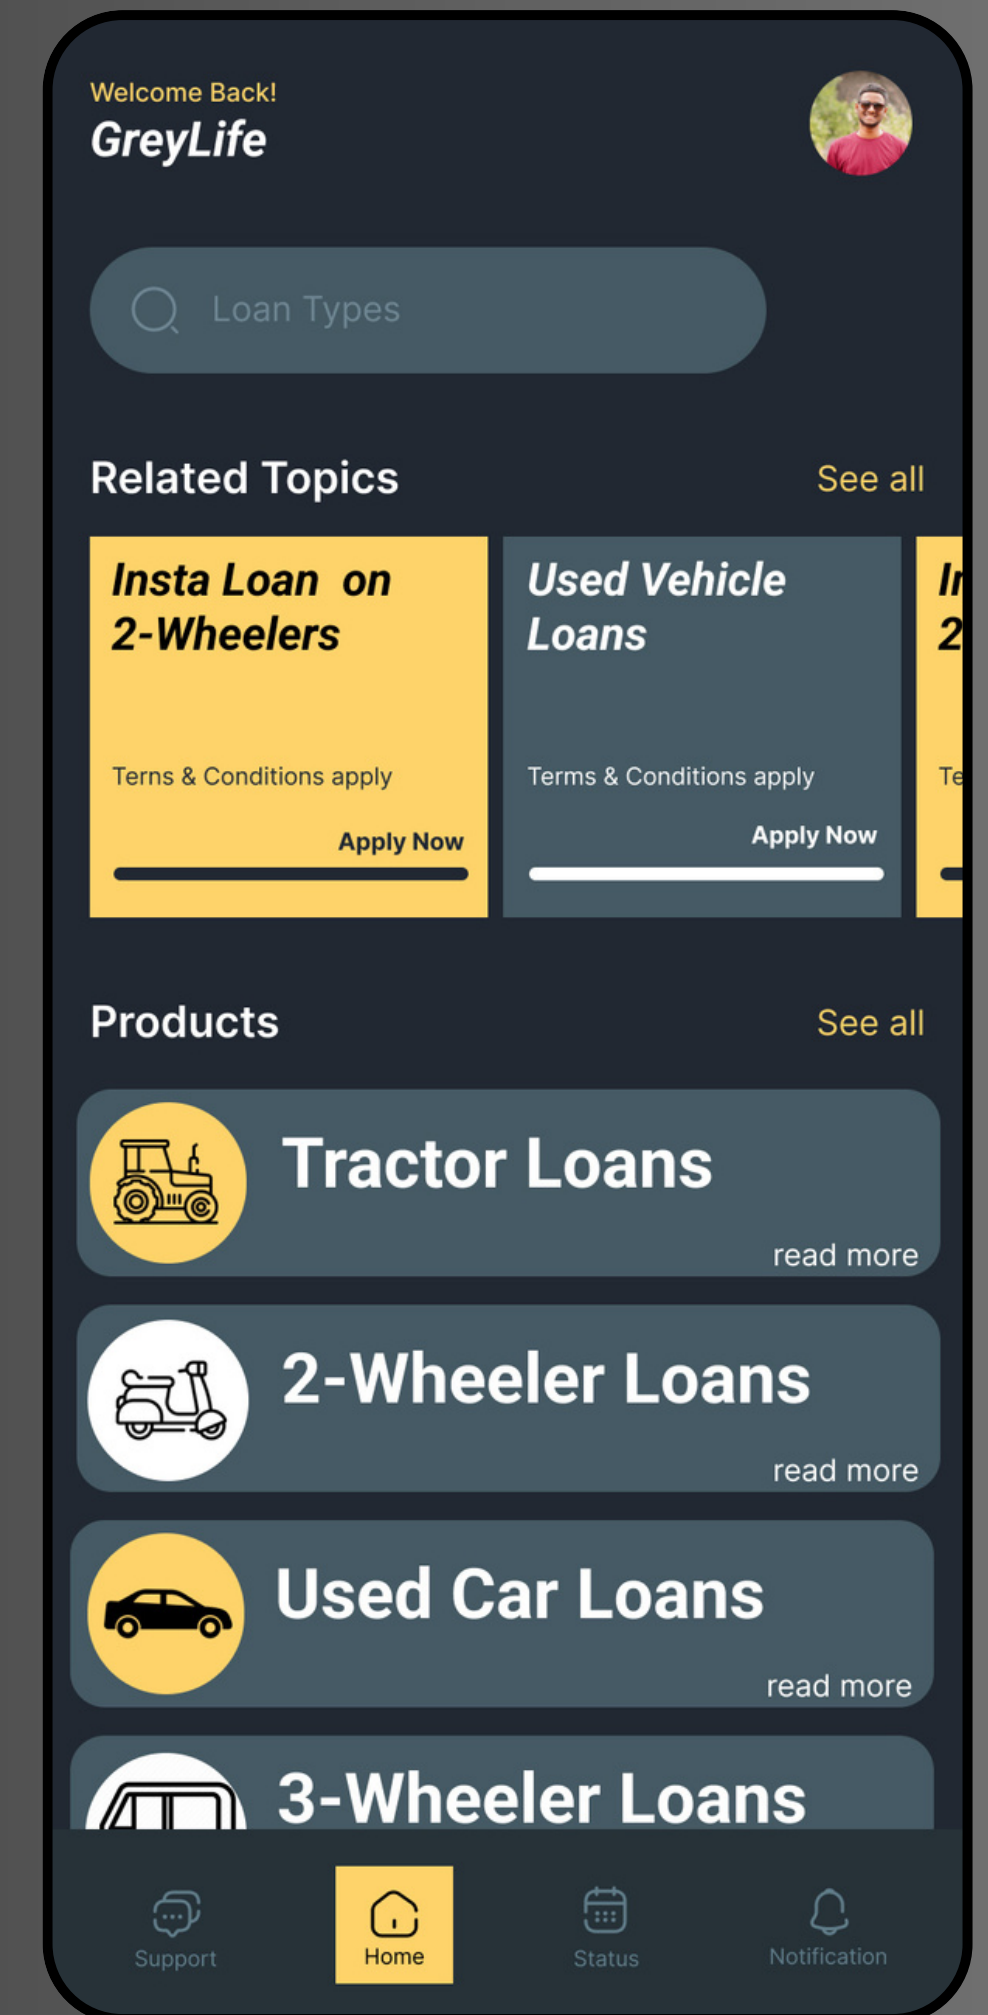 Welcome Back!
GreyLife
Loan Types
Related Topics
See all
Insta Loan on
2-Wheelers
Terns & Conditions apply
Apply Now
Used Vehicle
Loans
Terms & Conditions apply
Apply Now
2
Te
Products
See all
Tractor Loans
read more
2-Wheeler Loans
read more
Used Car Loans
read more
3-Wheeler Loans
Support
Home
Status
Notification